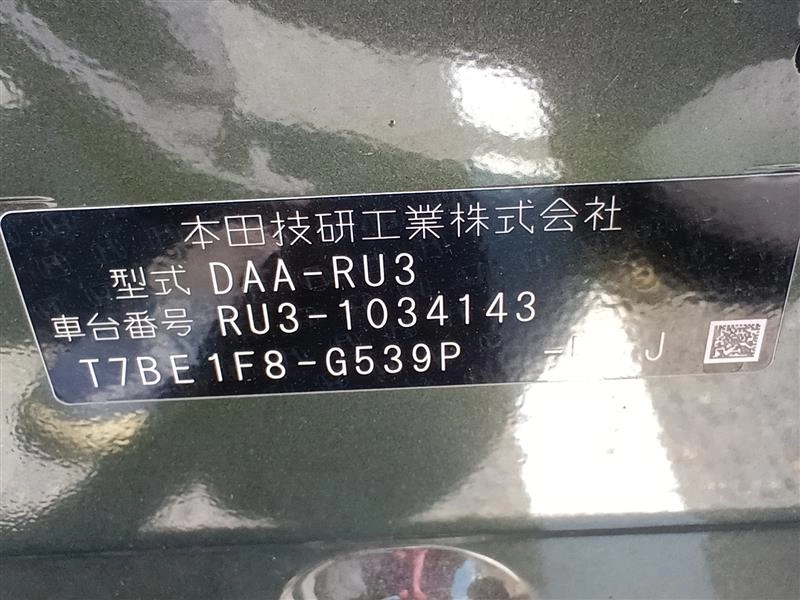 本田技研工業株式会社
型式 DAA-RU3
車台番号 RU3-1034143
T7BE1F8-G539P J